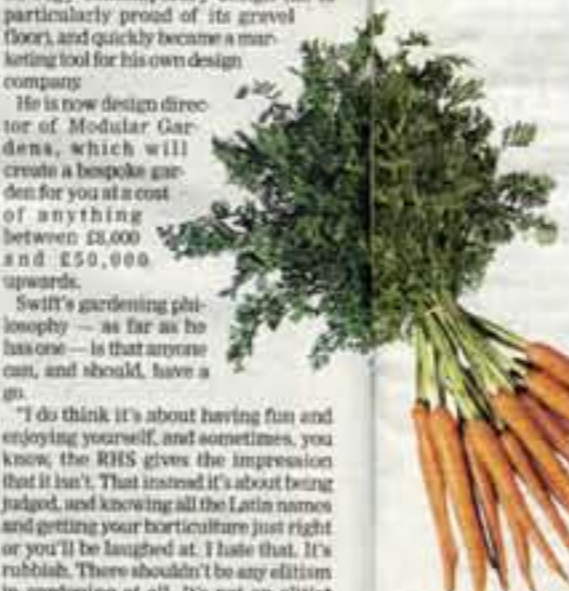 particularly proud of its gravel
floor), and quickly became a mar-
keting tool for his own design
company.
He is now design direc-
tor of Modular Gar-
dens, which will
create a bespoke gar-
den for you at a cost
of anything
between £8,000
and £50,000
upwards.
Swift's gardening phi-
losophy — as far as he
has one — is that anyone
can, and should, have a
go.
"I do think it's about having fun and
enjoying yourself, and sometimes, you
know, the RHS gives the impression
that it isn't. That instead it's about being
judged, and knowing all the Latin names
and getting your horticulture just right
or you'll be laughed at. I hate that. It's
rubbish. There shouldn't be any elitism
in gardening at all. It's not an elitist